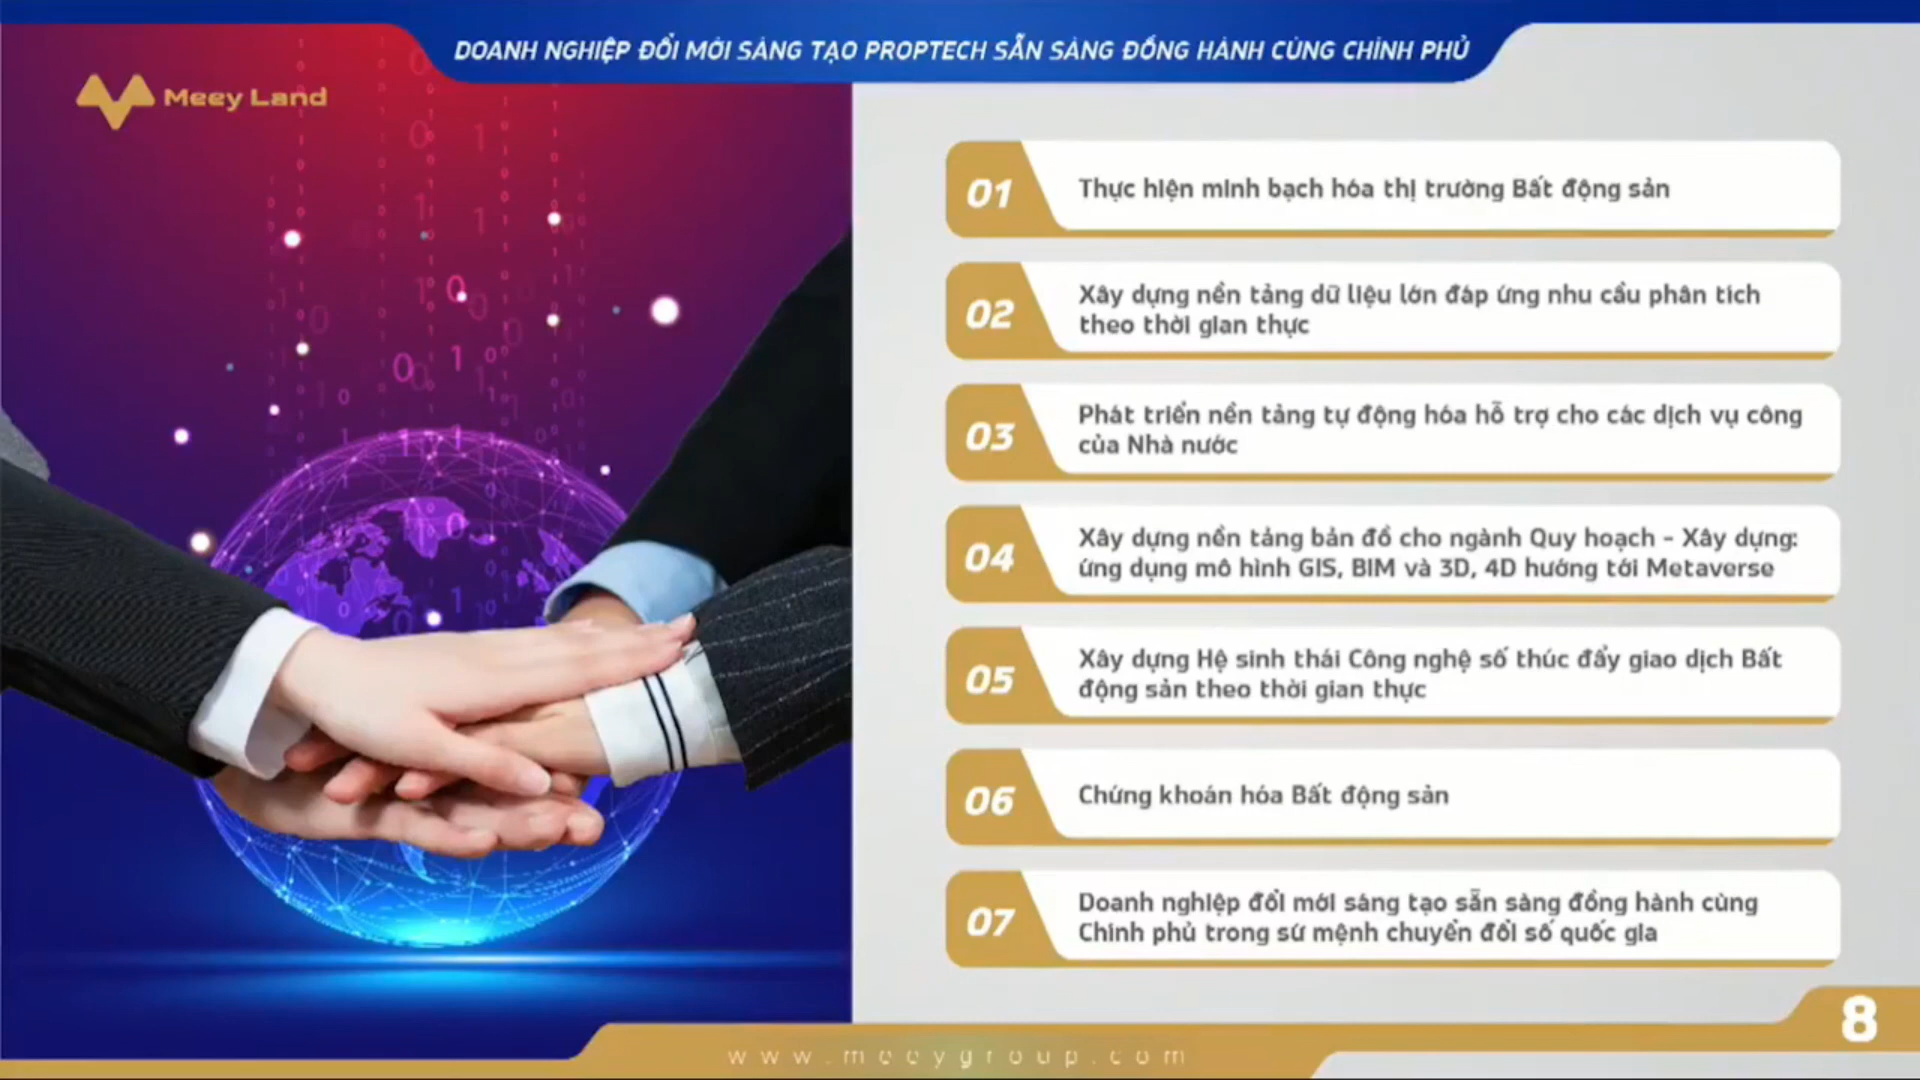 DOANH NGHIỆP ĐỔI MỚI SÁNG TẠO PROPTECH SẴN SÀNG ĐỒNG HÀNH CÙNG CHÍNH PHỦ
Meey Land
01
Thực hiện minh bạch hóa thị trường Bất động sản
02
Xây dựng nền tảng dữ liệu lớn đáp ứng nhu cầu phân tích
theo thời gian thực
03
Phát triển nền tảng tự động hóa hỗ trợ cho các dịch vụ công
của Nhà nước
04
Xây dựng nền tảng bản đồ cho ngành Quy hoạch - Xây dựng:
ứng dụng mô hình GIS, BIM và 3D, 4D hướng tới Metaverse
05
Xây dựng Hệ sinh thái Công nghệ số thúc đẩy giao dịch Bất
động sản theo thời gian thực
06
Chứng khoán hóa Bất động sản
07
Doanh nghiệp đổi mới sáng tạo sẵn sàng đồng hành cùng
Chính phủ trong sứ mệnh chuyển đổi số quốc gia
8
www.meeygroup.com